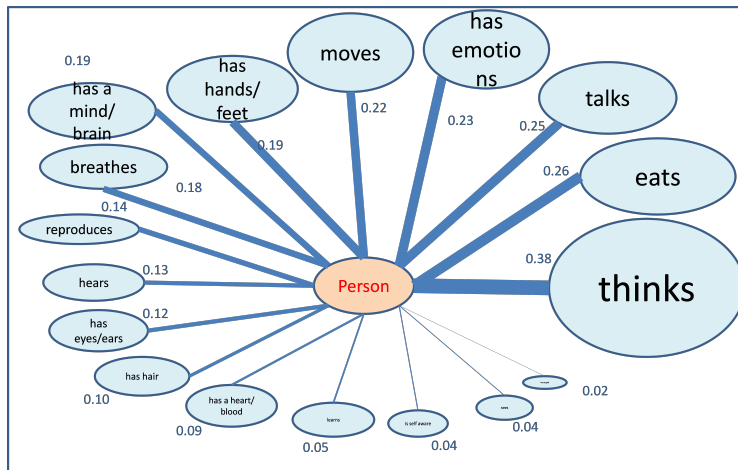 has
emotio
ns
moves
has
hands/
feet
0.19
has a
mind/
brain
talks
0.22
0.23
0.25
0.19
breathes
0.18
0.26
eats
0.14
reproduces
0.38
thinks
0.13
hears
Person
0.12
has
eyes/ears
has hair
0.10
has a heart/
blood
0.09
learns
0.05
is self aware
0.04
0.04
0.02